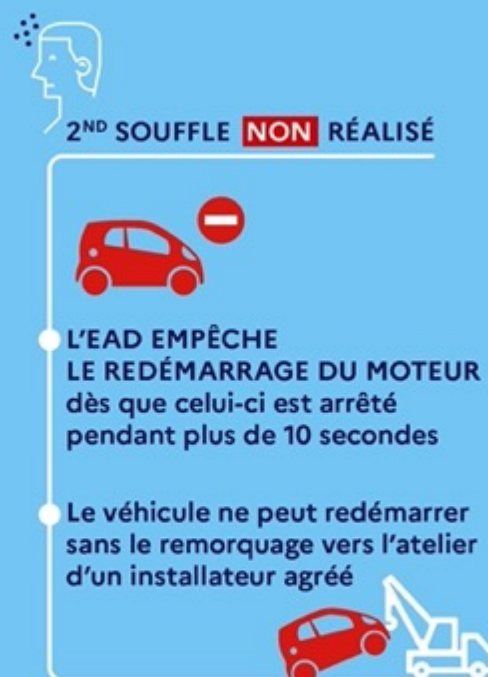 2ND SOUFFLE NON RÉALISÉ
L'EAD EMPÊCHE
LE REDÉMARRAGE DU MOTEUR
dès que celui-ci est arrêté
pendant plus de 10 secondes
Le véhicule ne peut redémarrer
sans le remorquage vers l'atelier
d'un installateur agréé